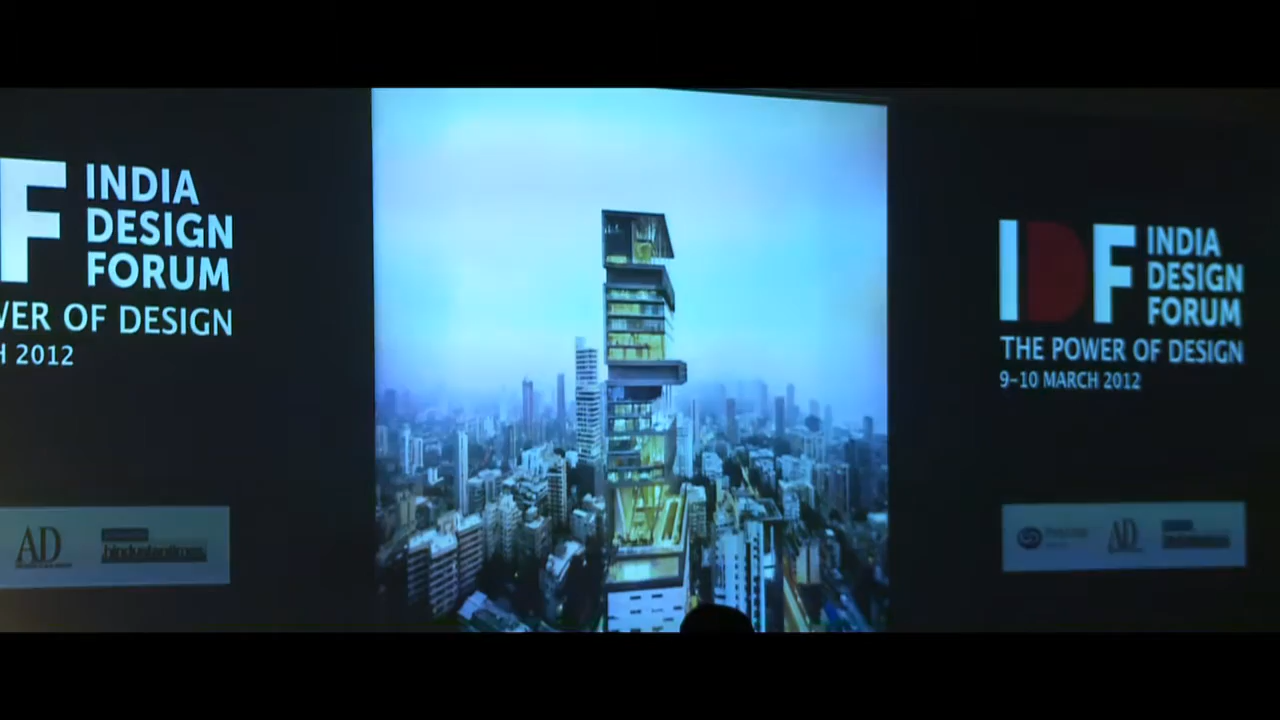 F
INDIA
DESIGN
FORUM
VER OF DESIGN
H 2012
AD
hindustantimes
IDF
INDIA
DESIGN
FORUM
THE POWER OF DESIGN
9–10 MARCH 2012
AD